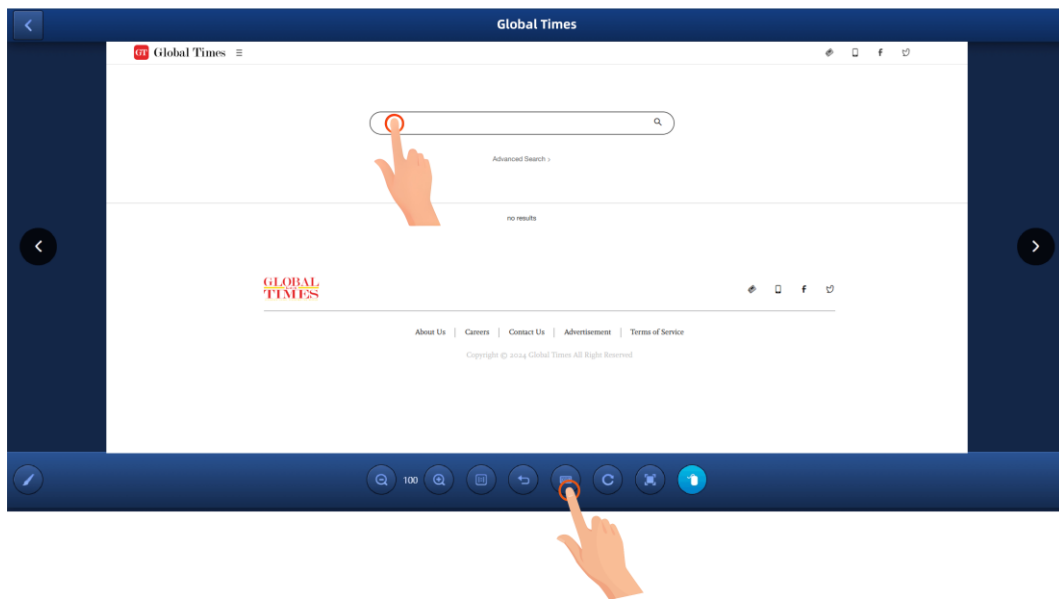 Global Times
GT Global Times
Advanced Search >
no results
GLOBAL
TIMES
About Us | Careers | Contact Us | Advertisement | Terms of Service
Copyright © 2024 Global Times All Right Reserved
100